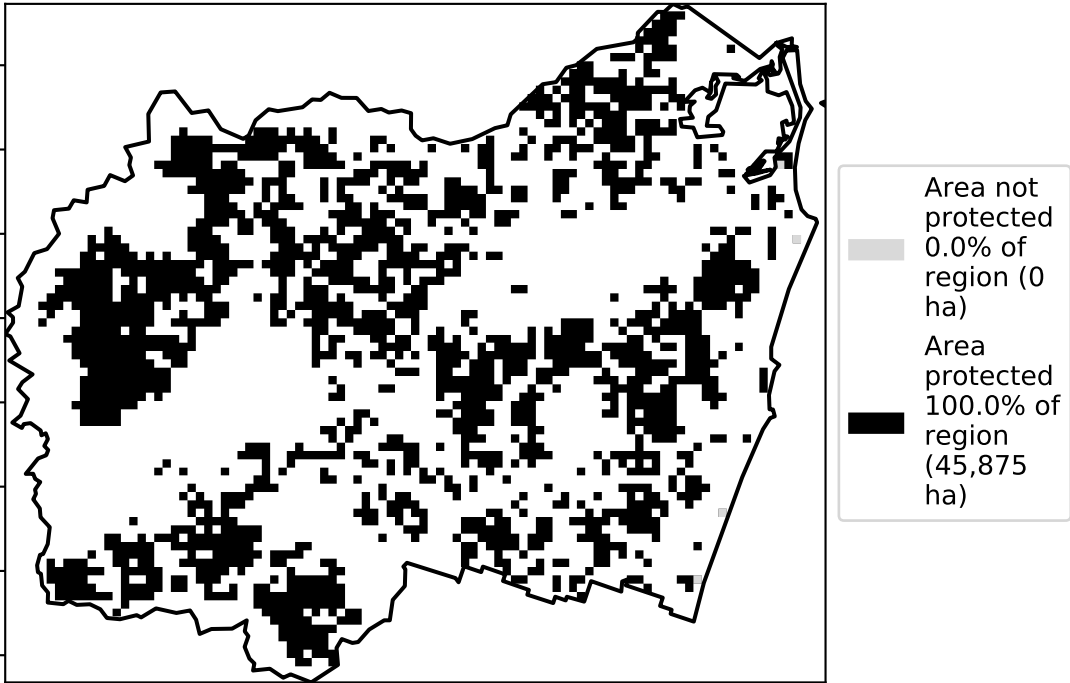 Area not
protected
0.0% of
region (0
ha)
Area
protected
100.0% of
region
(45,875
ha)